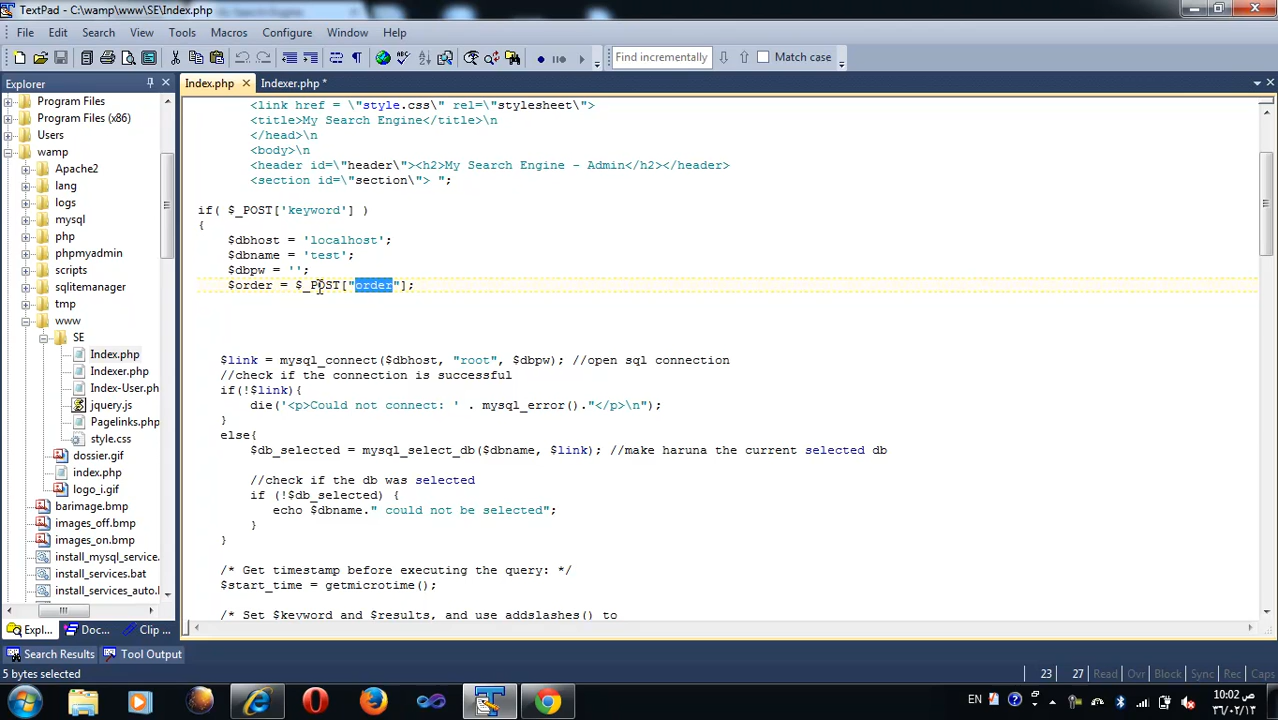 TextPad - C:\wamp\www\SE\Index.php
File Edit Search View Tools Macros Configure Window Help
Find incrementally Match case
Explorer
Index.php Indexer.php *
Program Files
Program Files (x86)
Users
wamp
Apache2
lang
logs
mysql
php
phpmyadmin
scripts
sqlitemanager
tmp
www
SE
Index.php
Indexer.php
Index-User.ph
jquery.js
Pagelinks.php
style.css
dossier.gif
index.php
logo_i.gif
barimage.bmp
images_off.bmp
images_on.bmp
install_mysql_service.
install_services.bat
install_services_auto.l
<link href = \"style.css\" rel=\"stylesheet\">
<title>My Search Engine</title>\n
</head>\n
<body>\n
<header id=\"header\"><h2>My Search Engine - Admin</h2></header>
<section id=\"section\"> ";
if( $_POST['keyword'] )
{
$dbhost = 'localhost';
$dbname = 'test';
$dbpw = '';
$order = $_POST["order"];
$link = mysql_connect($dbhost, "root", $dbpw); //open sql connection
//check if the connection is successful
if(!$link){
die('<p>Could not connect: ' . mysql_error()."</p>\n");
}
else{
$db_selected = mysql_select_db($dbname, $link); //make haruna the current selected db
//check if the db was selected
if (!$db_selected) {
echo $dbname." could not be selected";
}
}
/* Get timestamp before executing the query: */
$start_time = getmicrotime();
/* Set $keyword and $results, and use addslashes() to
Expl... Doc... Clip ...
Search Results Tool Output
5 bytes selected
23 27 Read Ovr Block Sync Rec Caps
EN
10:02 ص
٣٦/٠٢/١٣